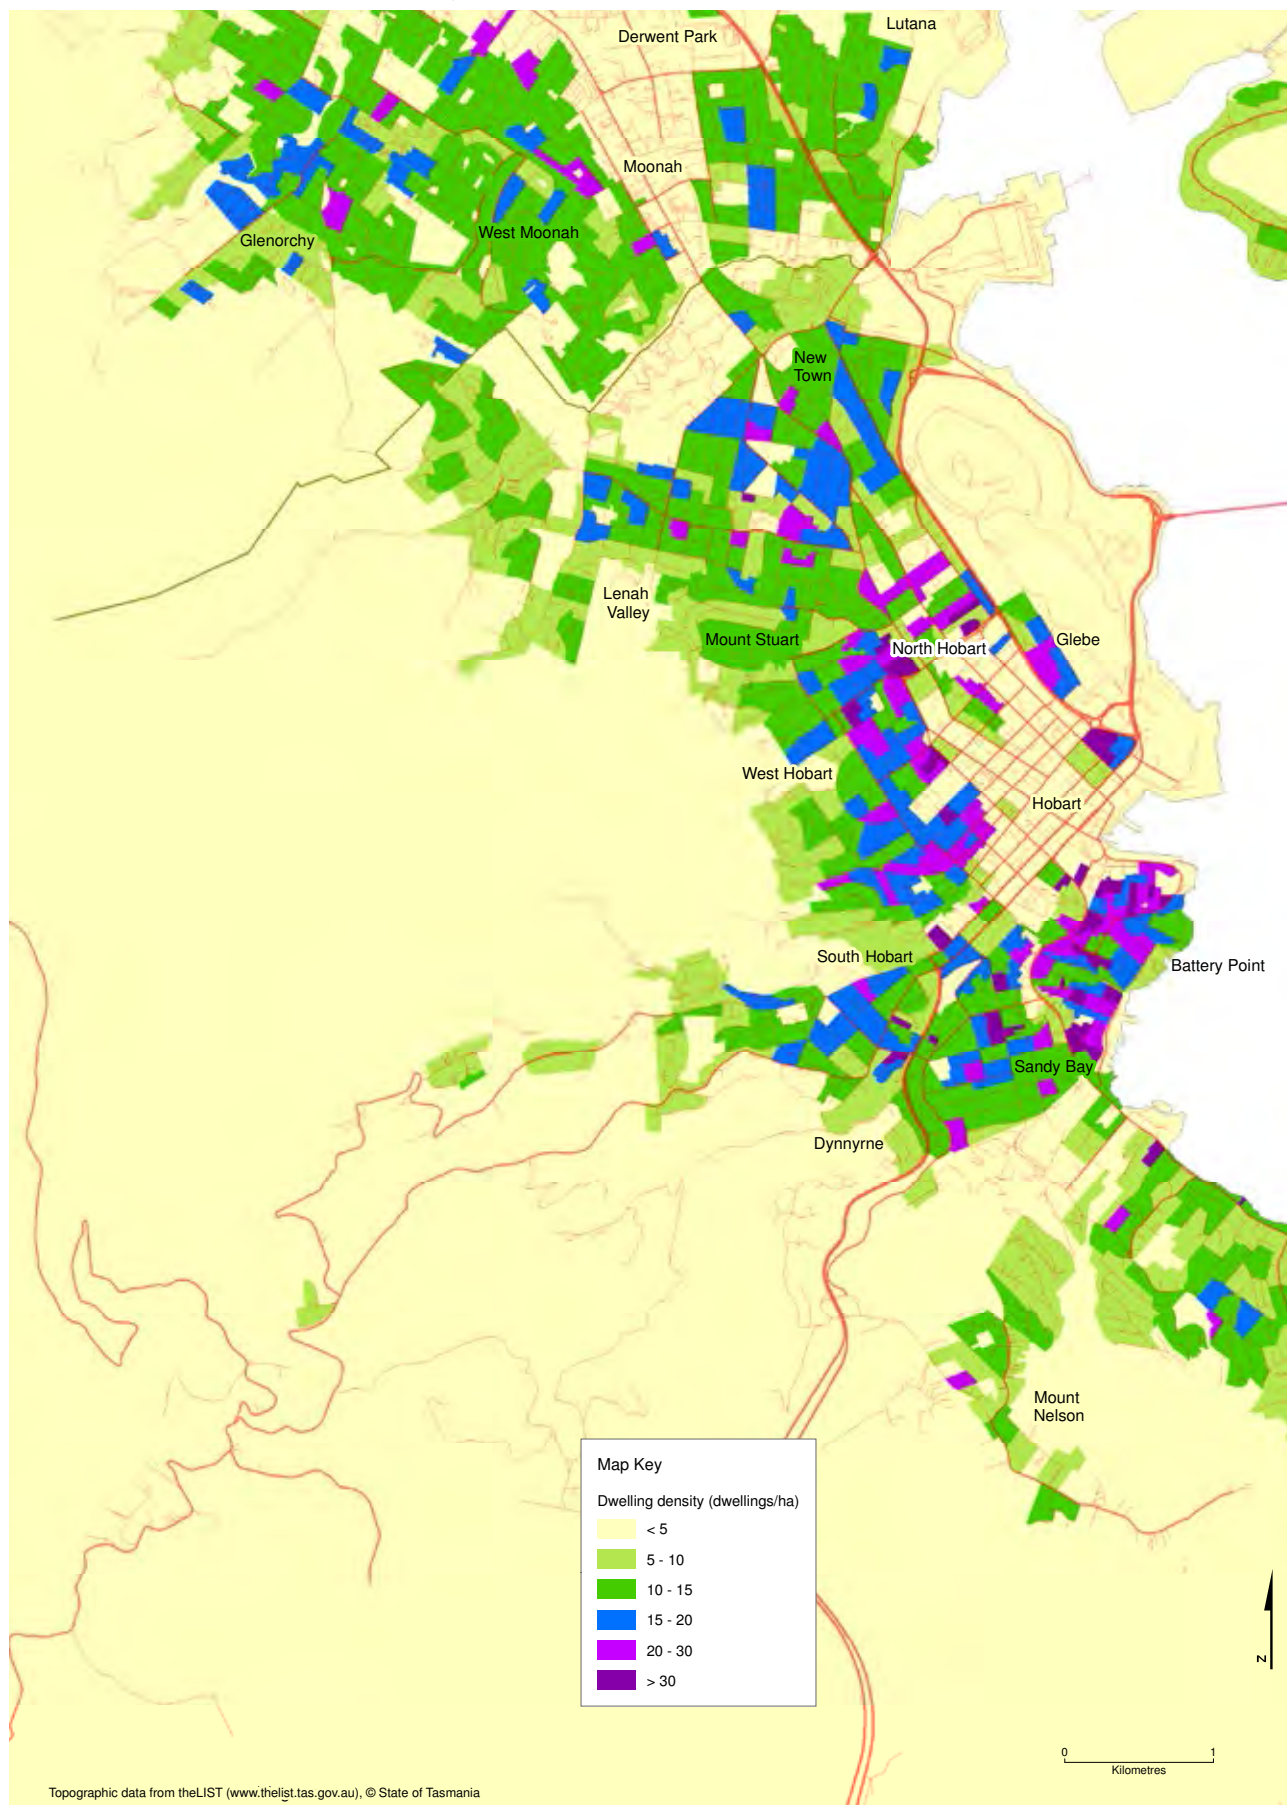 Lutana
Derwent Park
Moonah
West Moonah
Glenorchy
New
Town
Lenah
Valley
Mount Stuart
North Hobart
Glebe
West Hobart
Hobart
South Hobart
Battery Point
Sandy Bay
Dynnyrne
Mount
Nelson
Map Key
Dwelling density (dwellings/ha)
< 5
5 - 10
10 - 15
15 - 20
20 - 30
> 30
N
0 1
Kilometres
Topographic data from theLIST (www.thelist.tas.gov.au), © State of Tasmania